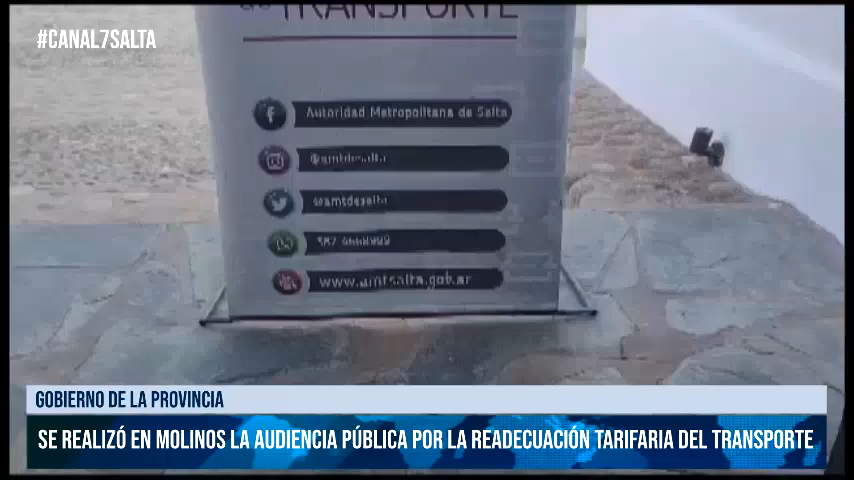 #CANAL7SALTA
TRANSPORTE
Autoridad Metropolitana de Salta
@amtdesalta
@amtdesalta
www.amtsalta.gob.ar
GOBIERNO DE LA PROVINCIA
SE REALIZÓ EN MOLINOS LA AUDIENCIA PÚBLICA POR LA READECUACIÓN TARIFARIA DEL TRANSPORTE